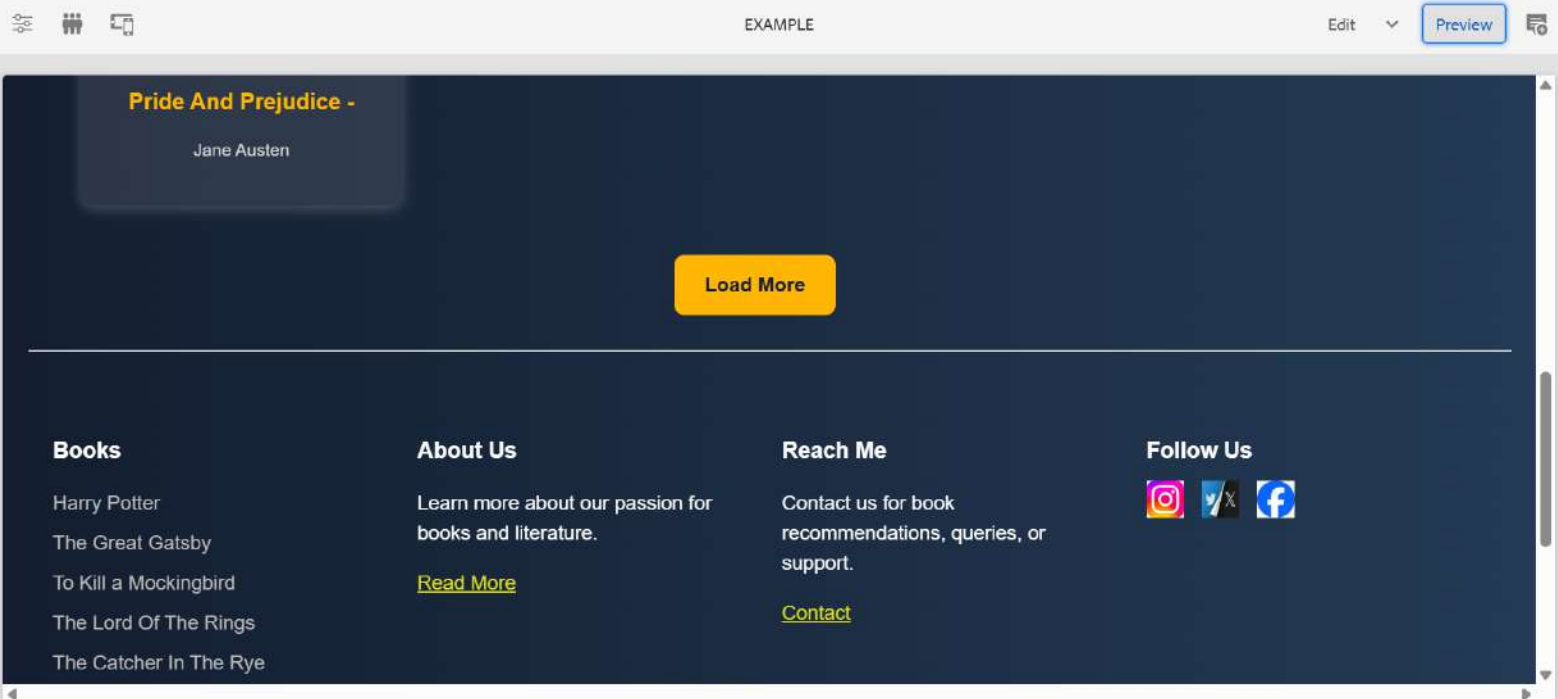 EXAMPLE
Edit
Preview
Pride And Prejudice -
Jane Austen
Load More
Books
Harry Potter
The Great Gatsby
To Kill a Mockingbird
The Lord Of The Rings
The Catcher In The Rye
About Us
Learn more about our passion for
books and literature.
Read More
Reach Me
Contact us for book
recommendations, queries, or
support.
Contact
Follow Us